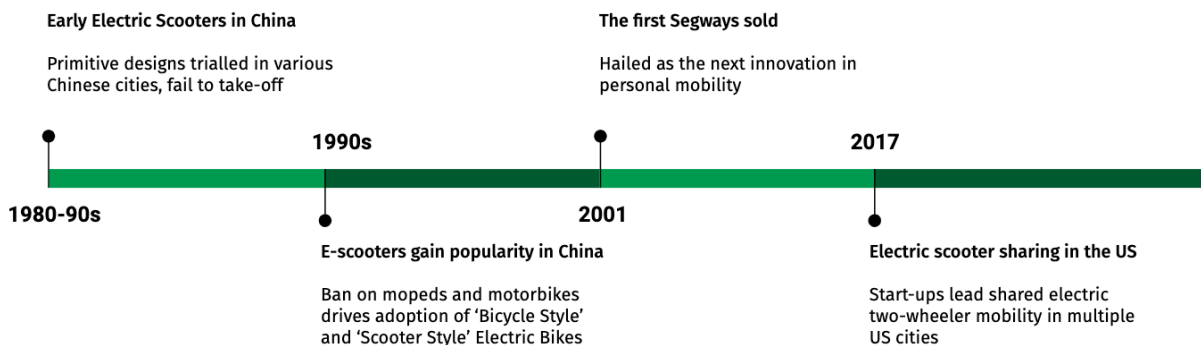 Early Electric Scooters in China
Primitive designs trialled in various
Chinese cities, fail to take-off
1980-90s
1990s
E-scooters gain popularity in China
Ban on mopeds and motorbikes
drives adoption of ‘Bicycle Style’
and ‘Scooter Style’ Electric Bikes
The first Segways sold
Hailed as the next innovation in
personal mobility
2001
2017
Electric scooter sharing in the US
Start-ups lead shared electric
two-wheeler mobility in multiple
US cities